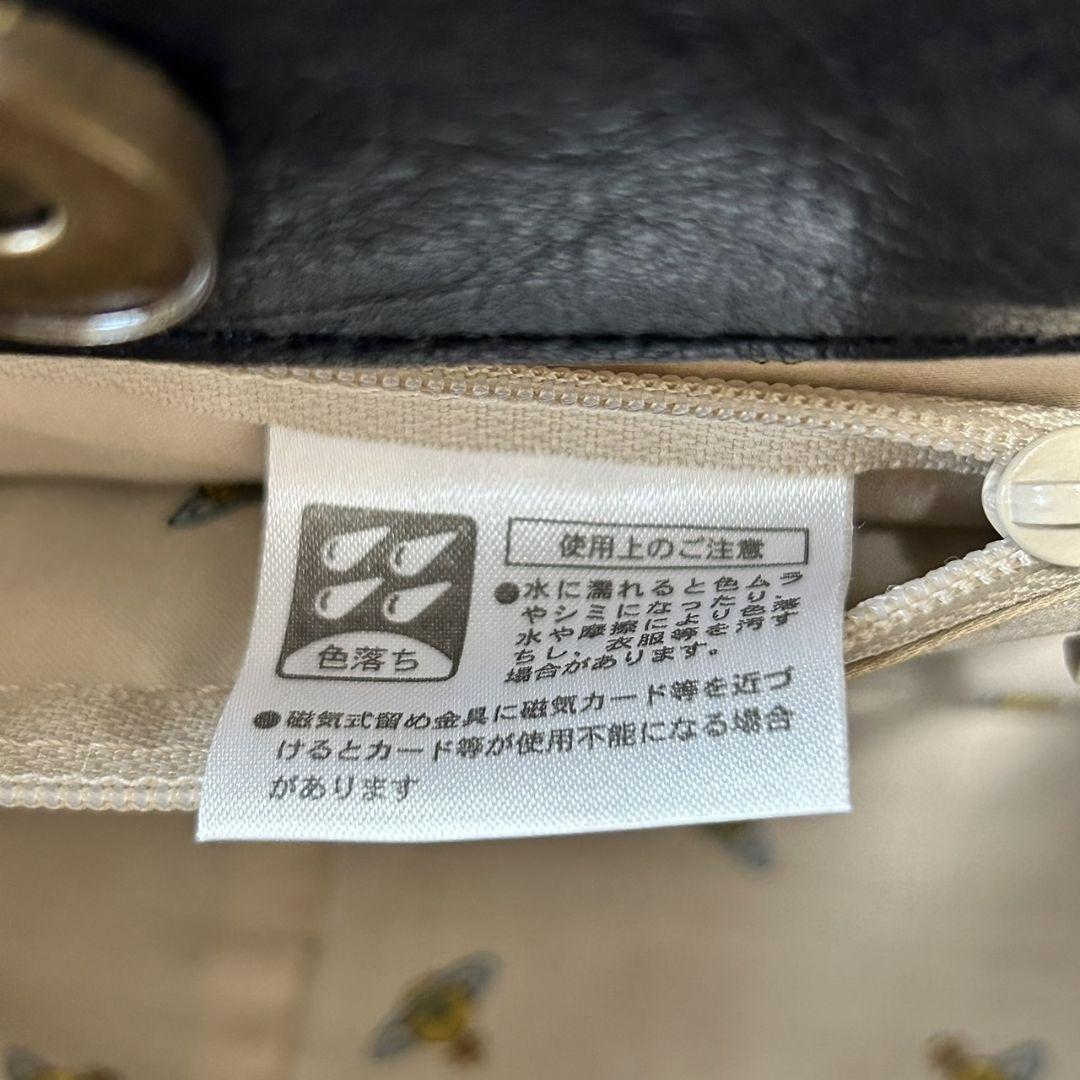 使用上のご注意
●水に濡れると色ムラ、
やシミになったり、
水や摩擦により色落
ちし、衣服等を汚す
場合があります。
色落ち
●磁気式留め金具に磁気カード等を近づ
けるとカード等が使用不能になる場合
があります